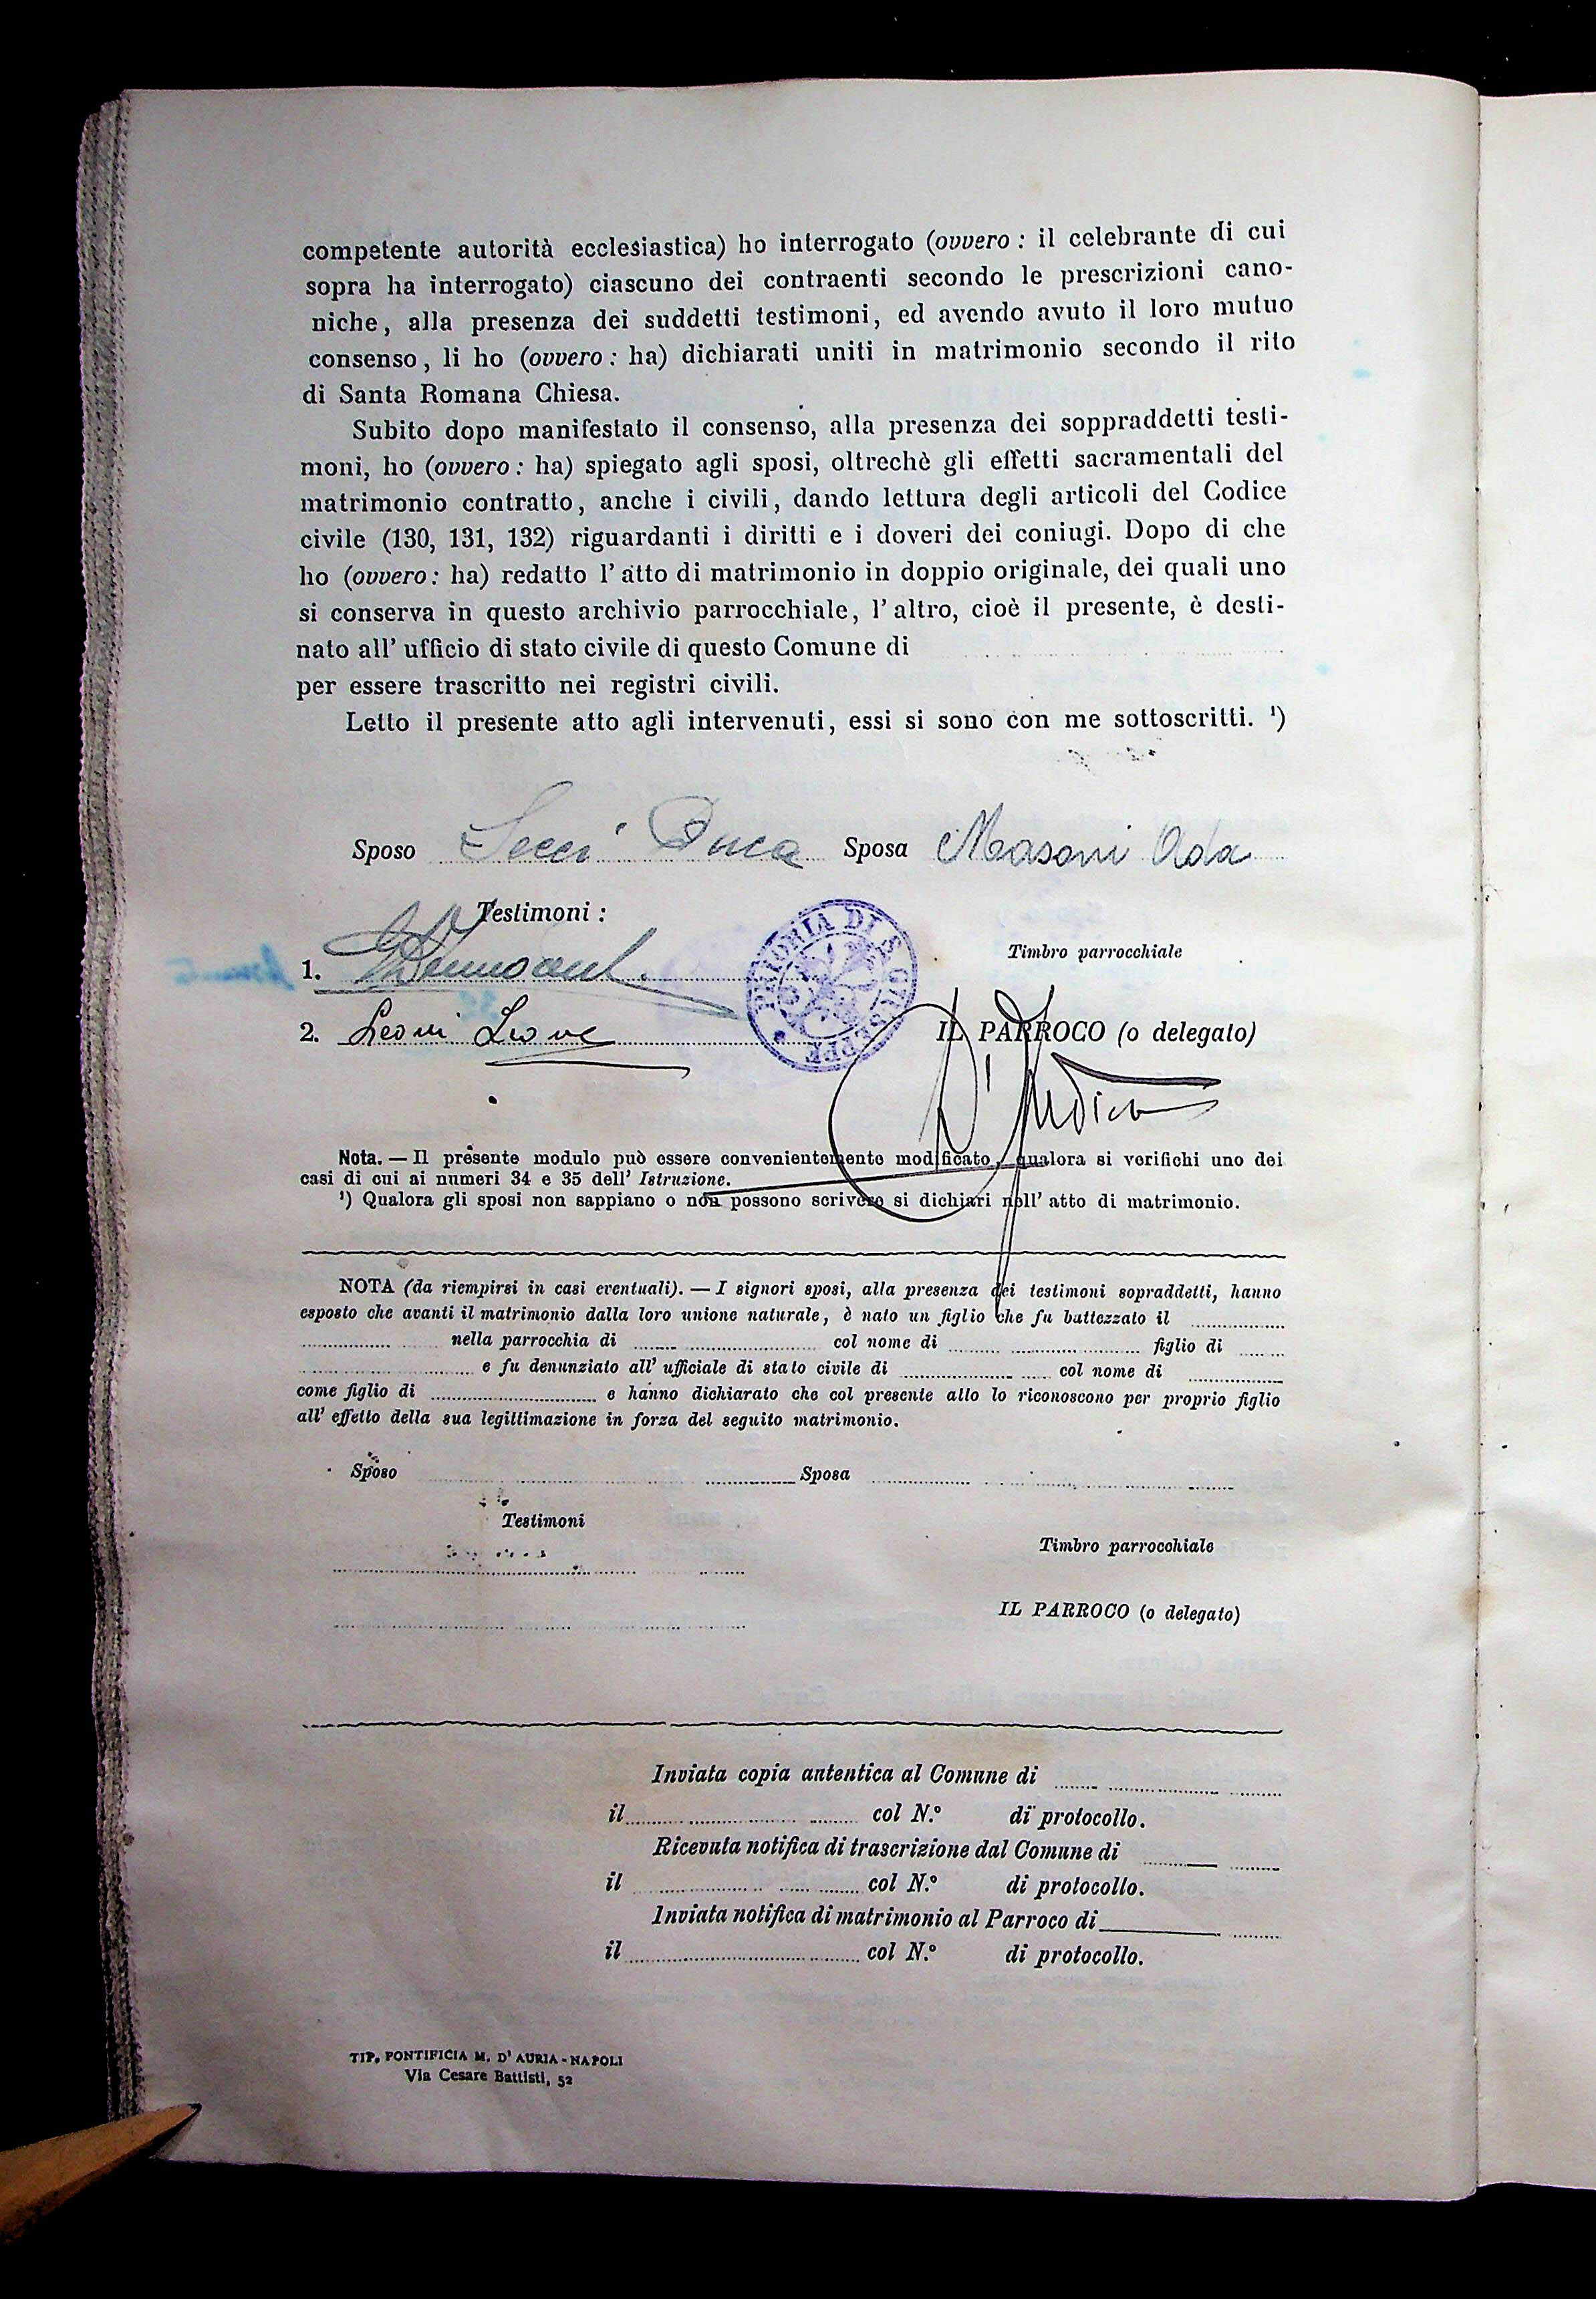 competente autorità ecclesiastica) ho interrogato (ovvero : il celebrante di cui
sopra ha interrogato) ciascuno dei contraenti secondo le prescrizioni cano-
niche, alla presenza dei suddetti testimoni, ed avendo avuto il loro mutuo
consenso, li ho (ovvero : ha) dichiarati uniti in matrimonio secondo il rito
di Santa Romana Chiesa.
Subito dopo manifestato il consenso, alla presenza dei soppraddetti testi-
moni, ho (ovvero : ha) spiegato agli sposi, oltrechè gli effetti sacramentali del
matrimonio contratto, anche i civili, dando lettura degli articoli del Codice
civile (130, 131, 132) riguardanti i diritti e i doveri dei coniugi. Dopo di che
ho (ovvero : ha) redatto l'atto di matrimonio in doppio originale, dei quali uno
si conserva in questo archivio parrocchiale, l'altro, cioè il presente, è desti-
nato all'ufficio di stato civile di questo Comune di
per essere trascritto nei registri civili.
Letto il presente atto agli intervenuti, essi si sono con me sottoscritti. ¹)
Sposo Secci Sposa Masoni Ada
Testimoni :
1.
Timbro parrocchiale
PRIORIA DI S. GIUSEPPE
2. Leoni Leone IL PARROCO (o delegato)
Nota. — Il presente modulo può essere convenientemente modificato, qualora si verifichi uno dei
casi di cui ai numeri 34 e 35 dell' Istruzione.
¹) Qualora gli sposi non sappiano o non possono scrivere si dichiari nell'atto di matrimonio.
NOTA (da riempirsi in casi eventuali). — I signori sposi, alla presenza dei testimoni sopraddetti, hanno
esposto che avanti il matrimonio dalla loro unione naturale, è nato un figlio che fu battezzato il
nella parrocchia di col nome di figlio di
e fu denunziato all'ufficiale di stato civile di col nome di
come figlio di e hanno dichiarato che col presente atto lo riconoscono per proprio figlio
all'effetto della sua legittimazione in forza del seguito matrimonio.
Sposo Sposa
Testimoni
Timbro parrocchiale
IL PARROCO (o delegato)
Inviata copia autentica al Comune di
il col N.º di protocollo.
Ricevuta notifica di trascrizione dal Comune di
il col N.º di protocollo.
Inviata notifica di matrimonio al Parroco di
il col N.º di protocollo.
TIP. PONTIFICIA M. D'AURIA - NAPOLI
Via Cesare Battisti, 52